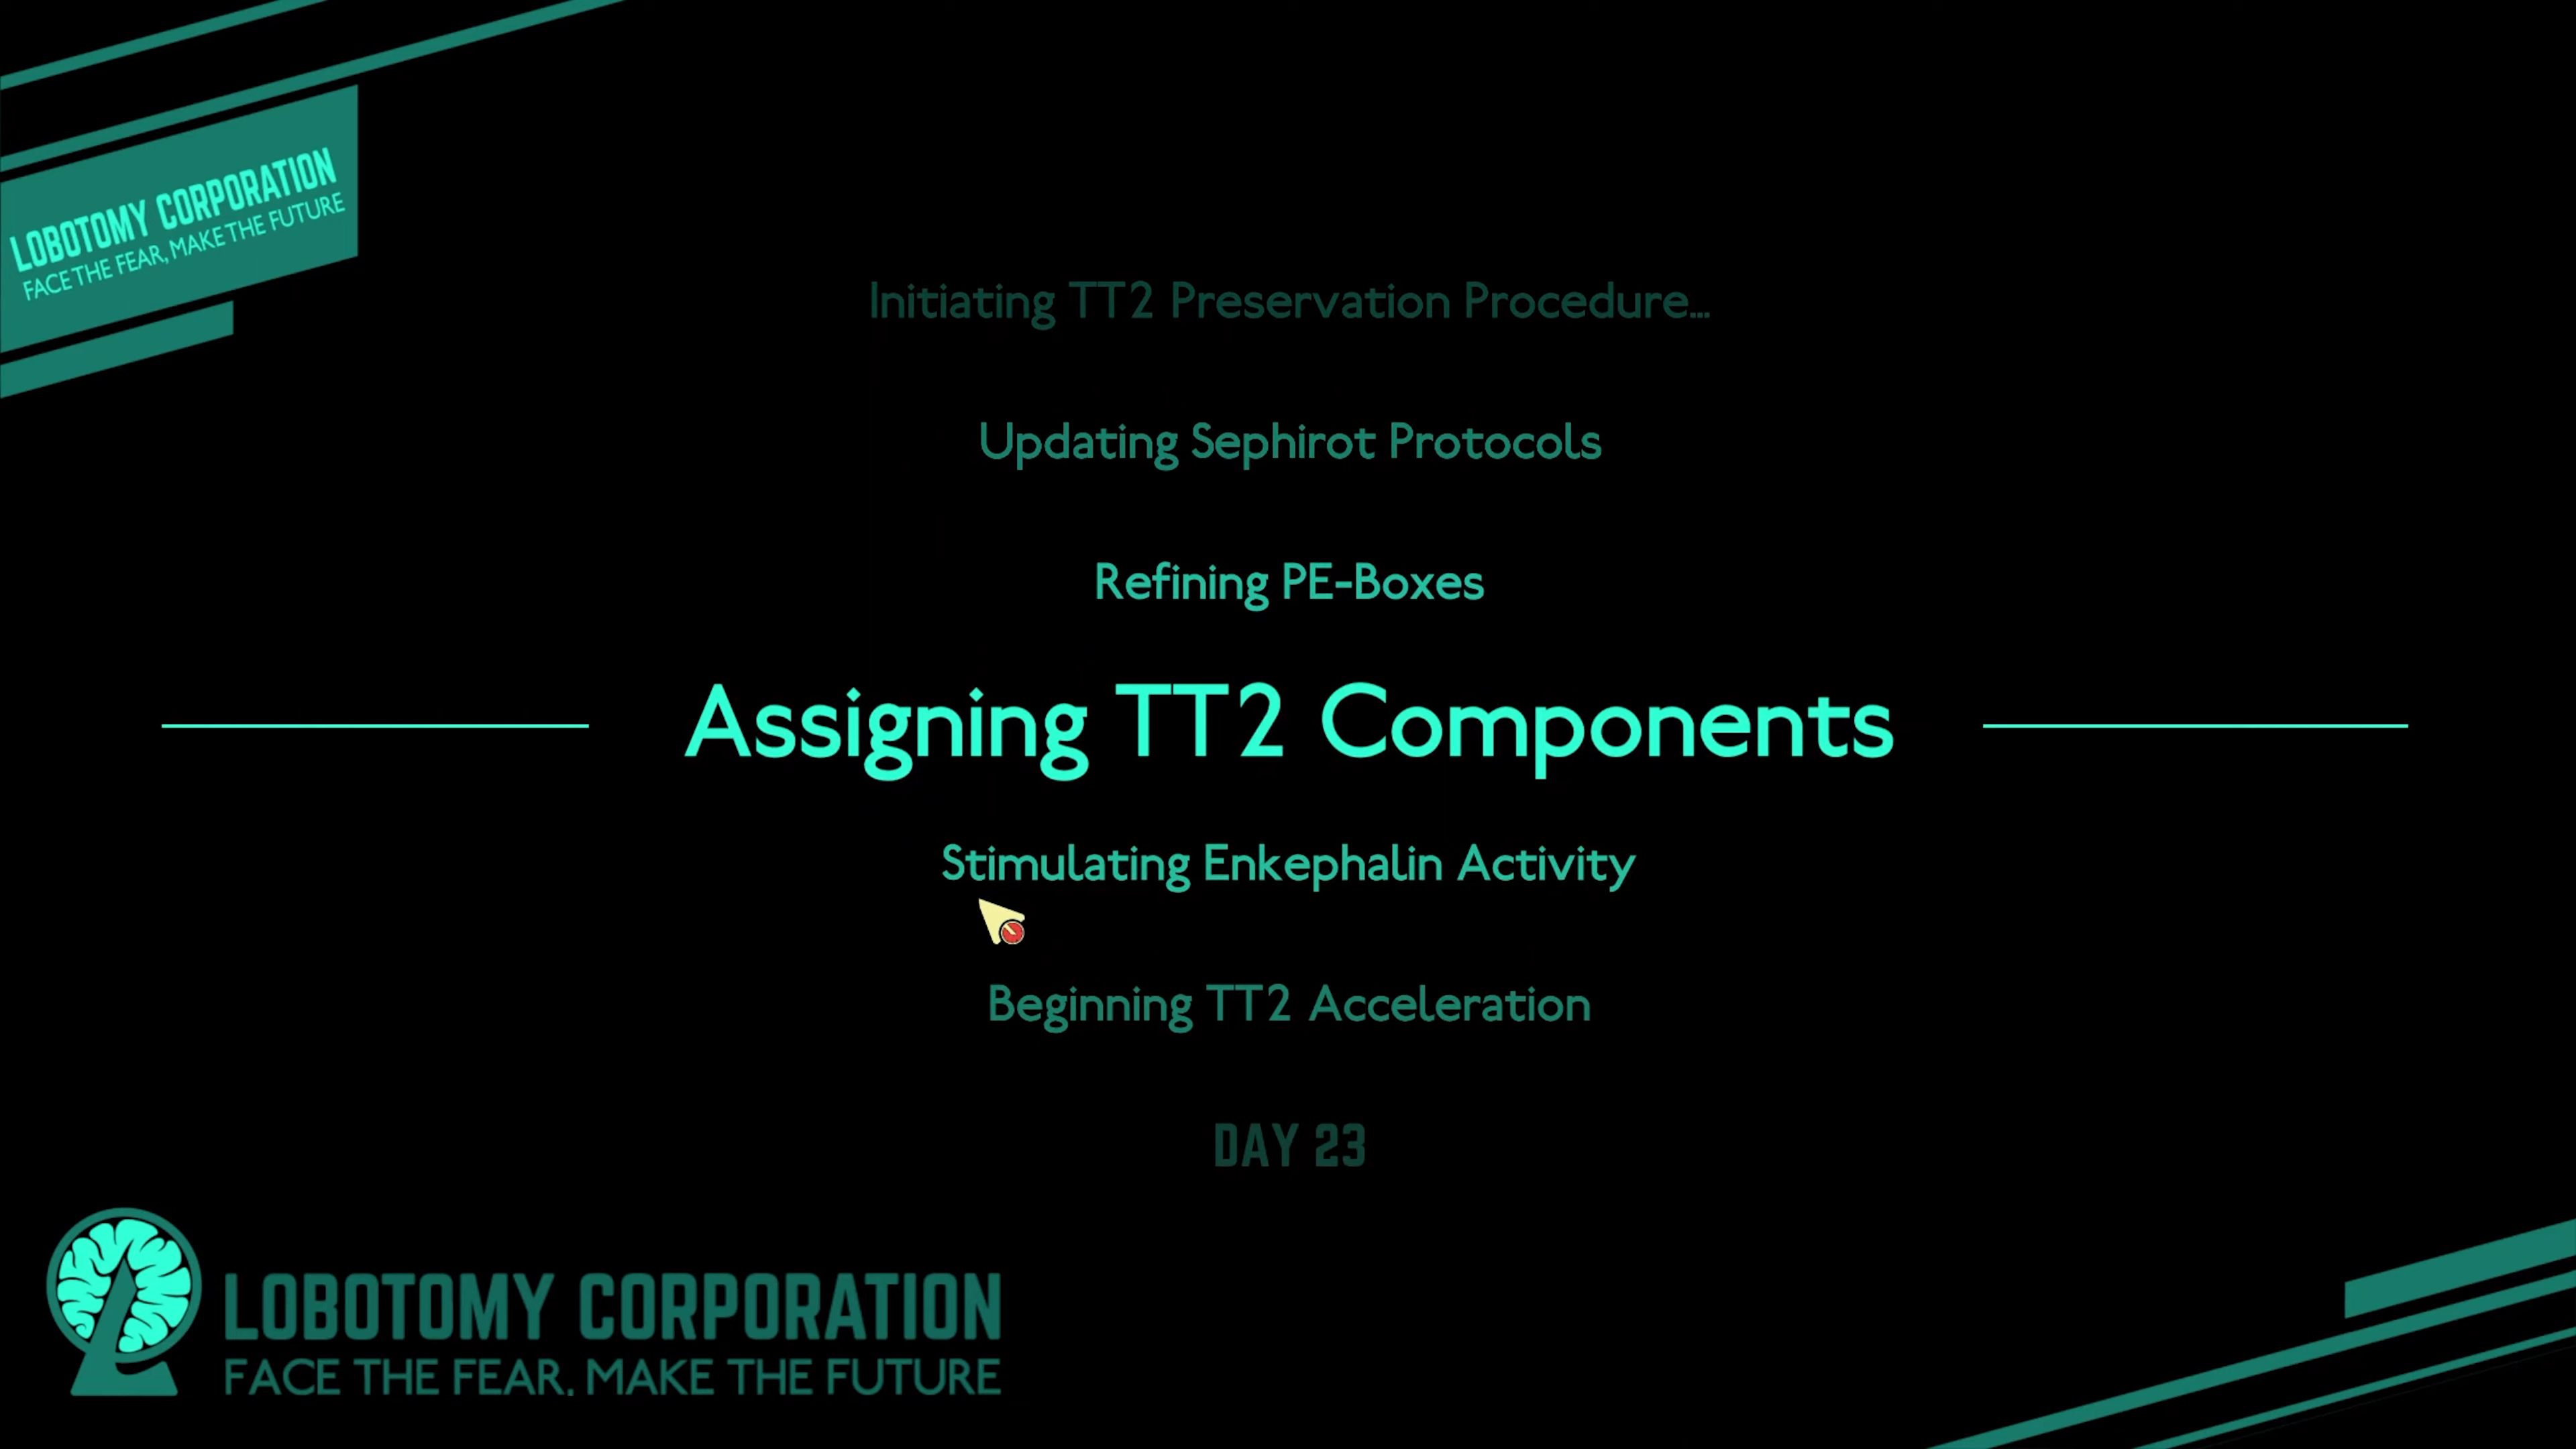 LOBOTOMY CORPORATION
FACE THE FEAR, MAKE THE FUTURE
Initiating TT2 Preservation Procedure...
Updating Sephirot Protocols
Refining PE-Boxes
Assigning TT2 Components
Stimulating Enkephalin Activity
Beginning TT2 Acceleration
DAY 23
LOBOTOMY CORPORATION
FACE THE FEAR. MAKE THE FUTURE